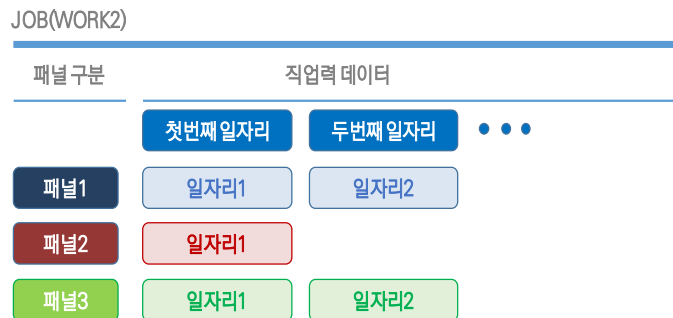 JOB(WORK2)
패널 구분 직업력 데이터
첫번째 일자리 두번째 일자리 • • •
패널1 일자리1 일자리2
패널2 일자리1
패널3 일자리1 일자리2